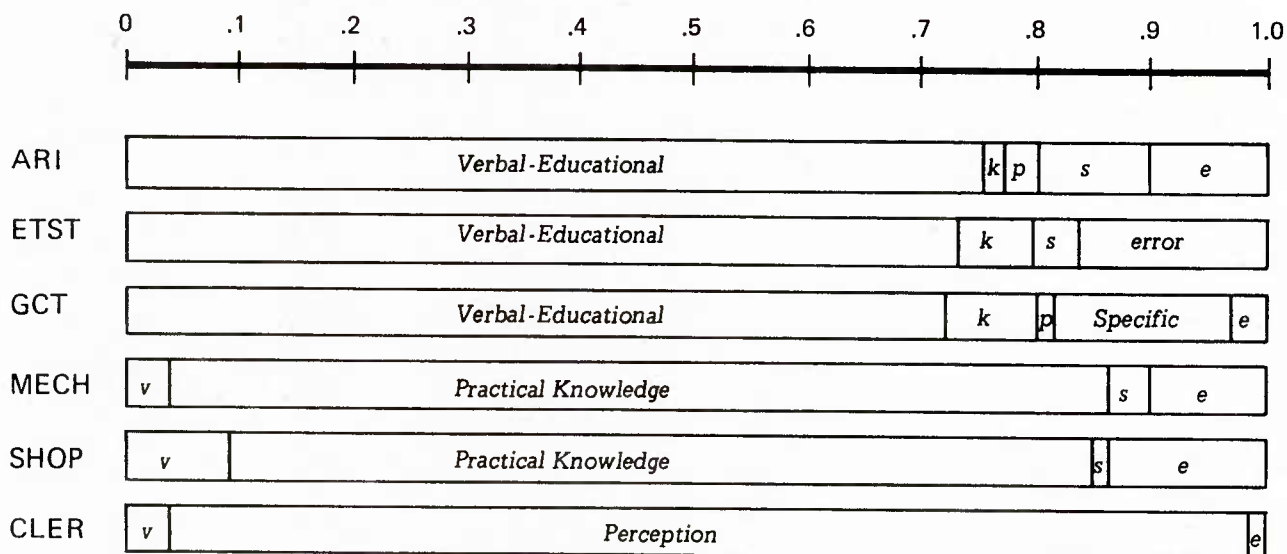 0 .1 .2 .3 .4 .5 .6 .7 .8 .9 1.0
ARI Verbal-Educational k p s e
ETST Verbal-Educational k s error
GCT Verbal-Educational k p Specific e
MECH v Practical Knowledge s e
SHOP v Practical Knowledge s e
CLER v Perception e